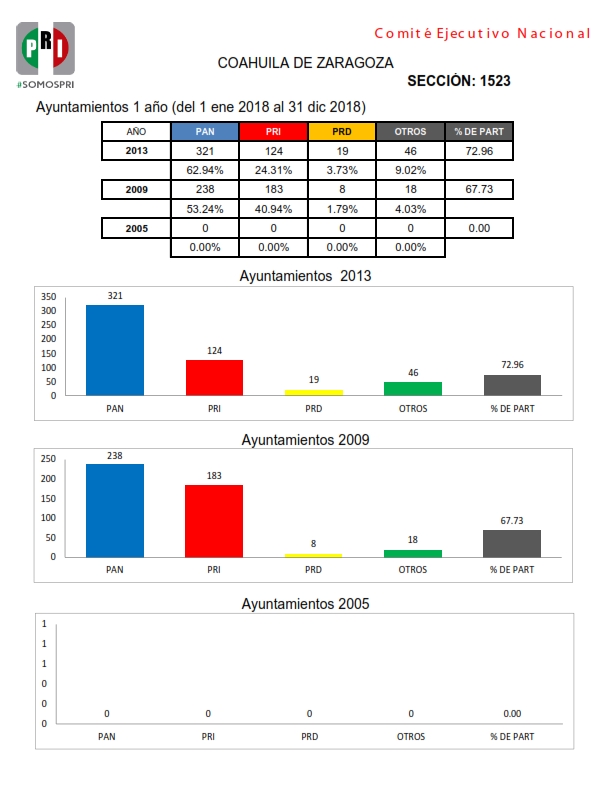 PRI
#SOMOSPRI
Comité Ejecutivo Nacional
COAHUILA DE ZARAGOZA
SECCIÓN: 1523
Ayuntamientos 1 año (del 1 ene 2018 al 31 dic 2018)
AÑO PAN PRI PRD OTROS % DE PART
2013 321 124 19 46 72.96
62.94% 24.31% 3.73% 9.02%
2009 238 183 8 18 67.73
53.24% 40.94% 1.79% 4.03%
2005 0 0 0 0 0.00
0.00% 0.00% 0.00% 0.00%
Ayuntamientos 2013
350
300
250
200
150
100
50
0
321
124
19
46
72.96
PAN PRI PRD OTROS % DE PART
Ayuntamientos 2009
250
200
150
100
50
0
238
183
8
18
67.73
PAN PRI PRD OTROS % DE PART
Ayuntamientos 2005
1
1
1
0
0
0
0 0 0 0 0.00
PAN PRI PRD OTROS % DE PART